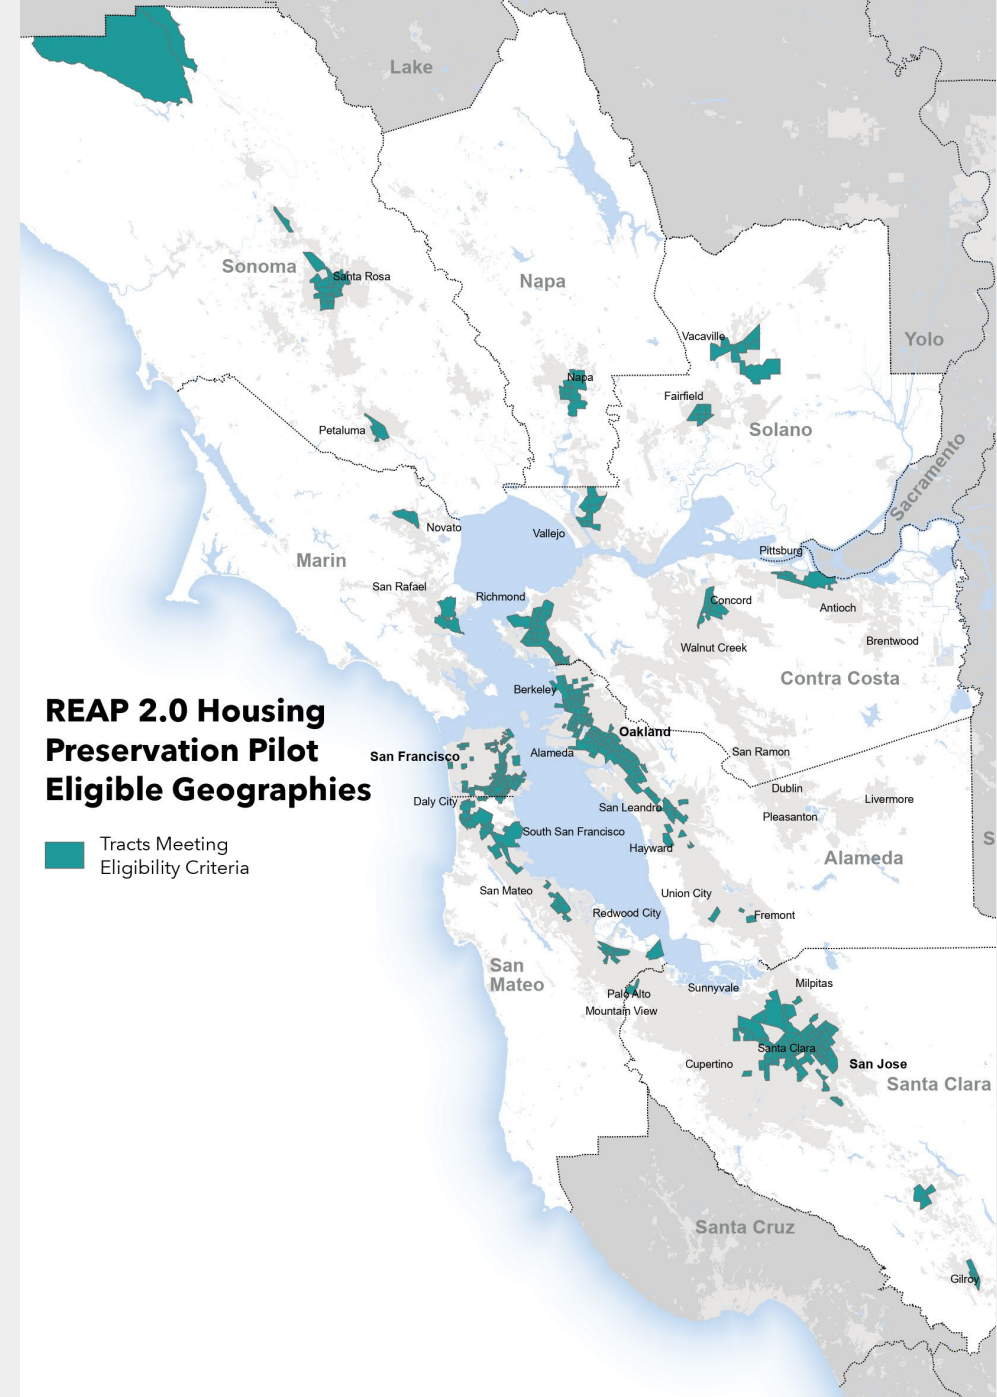 Lake
Sonoma
Santa Rosa
Napa
Yolo
Vacaville
Napa
Fairfield
Solano
Petaluma
Sacramento
Novato
Vallejo
Pittsburg
Marin
San Rafael
Richmond
Concord
Antioch
Brentwood
Walnut Creek
Contra Costa
Berkeley
REAP 2.0 Housing
Preservation Pilot
Eligible Geographies
Tracts Meeting
Eligibility Criteria
Oakland
San Francisco
Alameda
San Ramon
Dublin
Livermore
Daly City
San Leandro
Pleasanton
South San Francisco
S
Hayward
Alameda
San Mateo
Union City
Redwood City
Fremont
San
Mateo
Palo Alto
Sunnyvale
Milpitas
Mountain View
Santa Clara
Cupertino
San Jose
Santa Clara
Santa Cruz
Gilroy